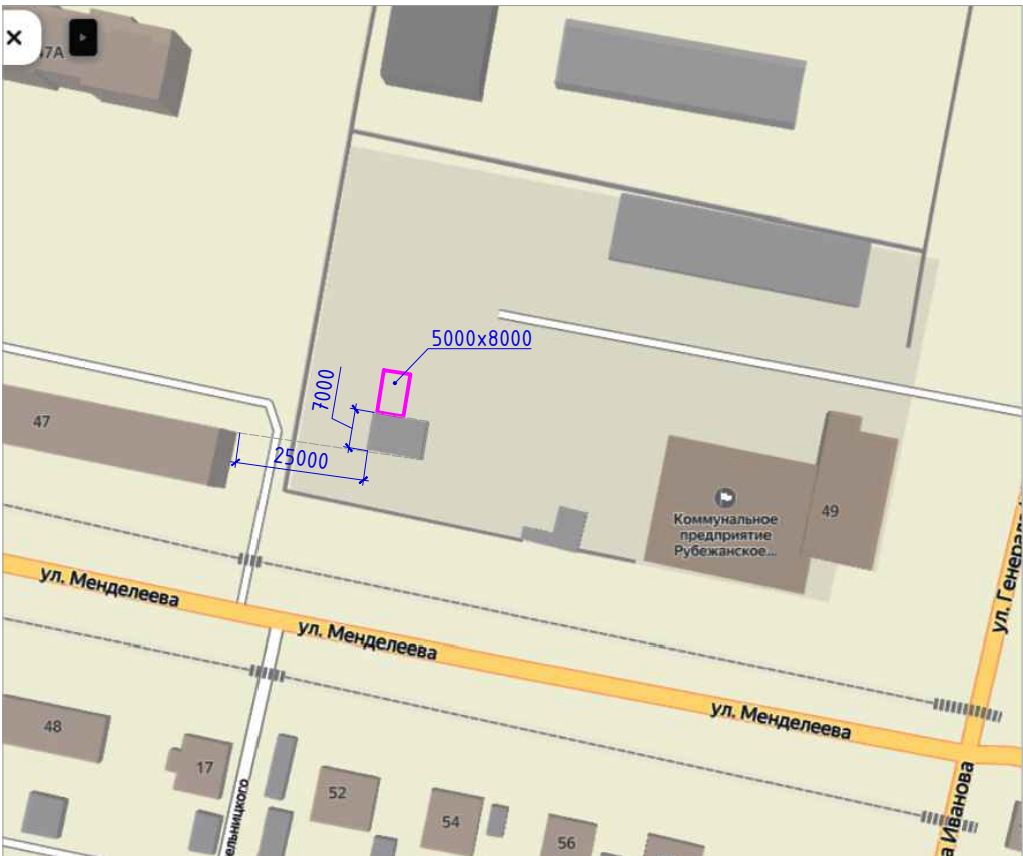 7А
5000x8000
7000
47
25000
49
Коммунальное
предприятие
Рубежанское...
ул. Менделеева
ул. Менделеева
ул. Менделеева
48
17
52
54
56
ельницкого
а Иванова
ул. Генерала